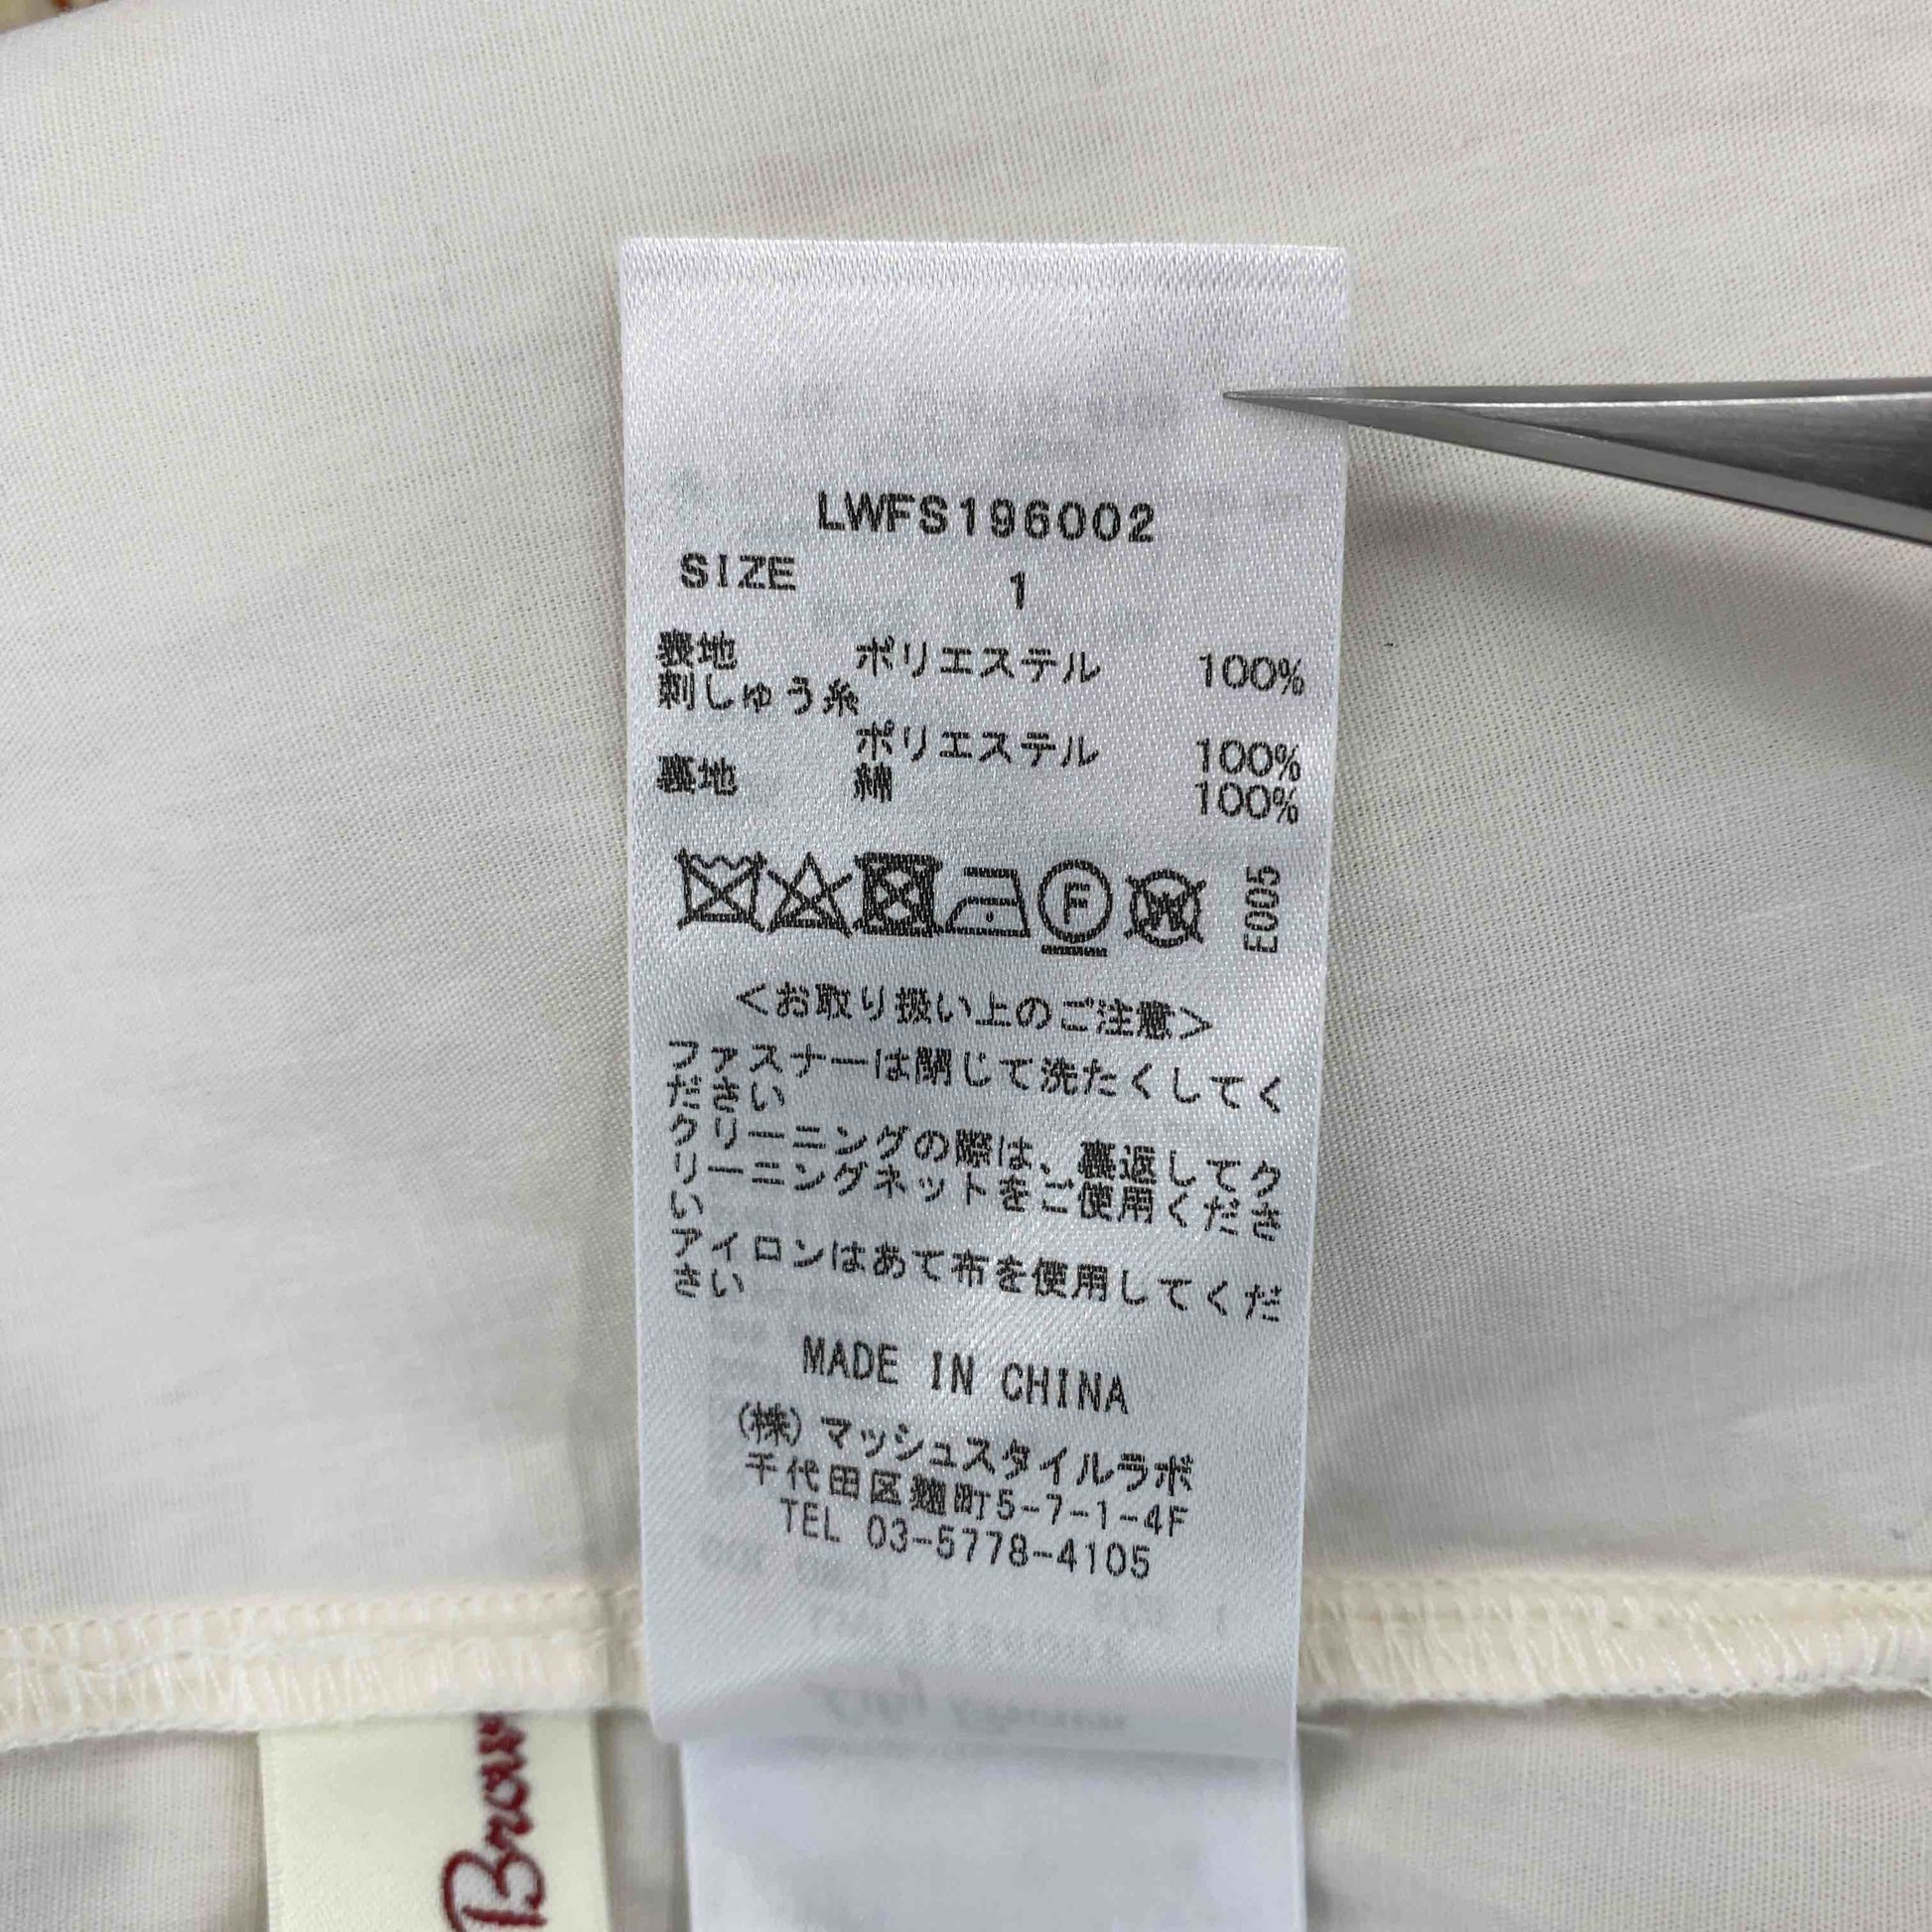 LWFS196002
SIZE 1
表地 ポリエステル 100%
刺しゅう糸
ポリエステル 100%
裏地 綿 100%
F W E005
<お取り扱い上のご注意>
ファスナーは閉じて洗たくしてく
ださい
クリーニングの際は、裏返してク
リーニングネットをご使用くださ
い
アイロンはあて布を使用してくだ
さい
MADE IN CHINA
(株)マッシュスタイルラボ
千代田区麹町5-7-1-4F
TEL 03-5778-4105
Brown